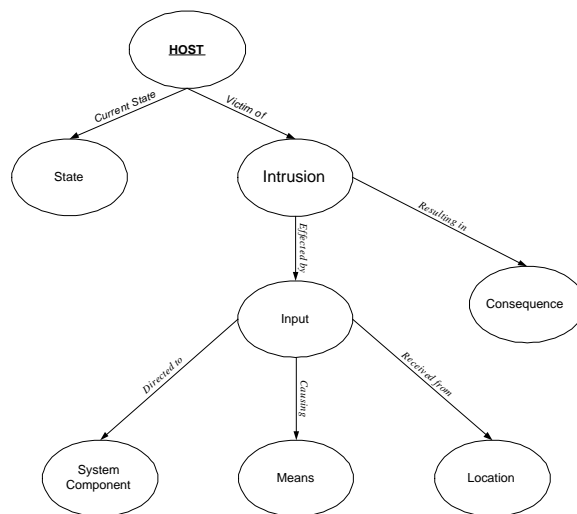 HOST
Current State
Victim of
State
Intrusion
Resulting in
Effected by
Consequence
Input
Directed to
Causing
Received from
System
Component
Means
Location